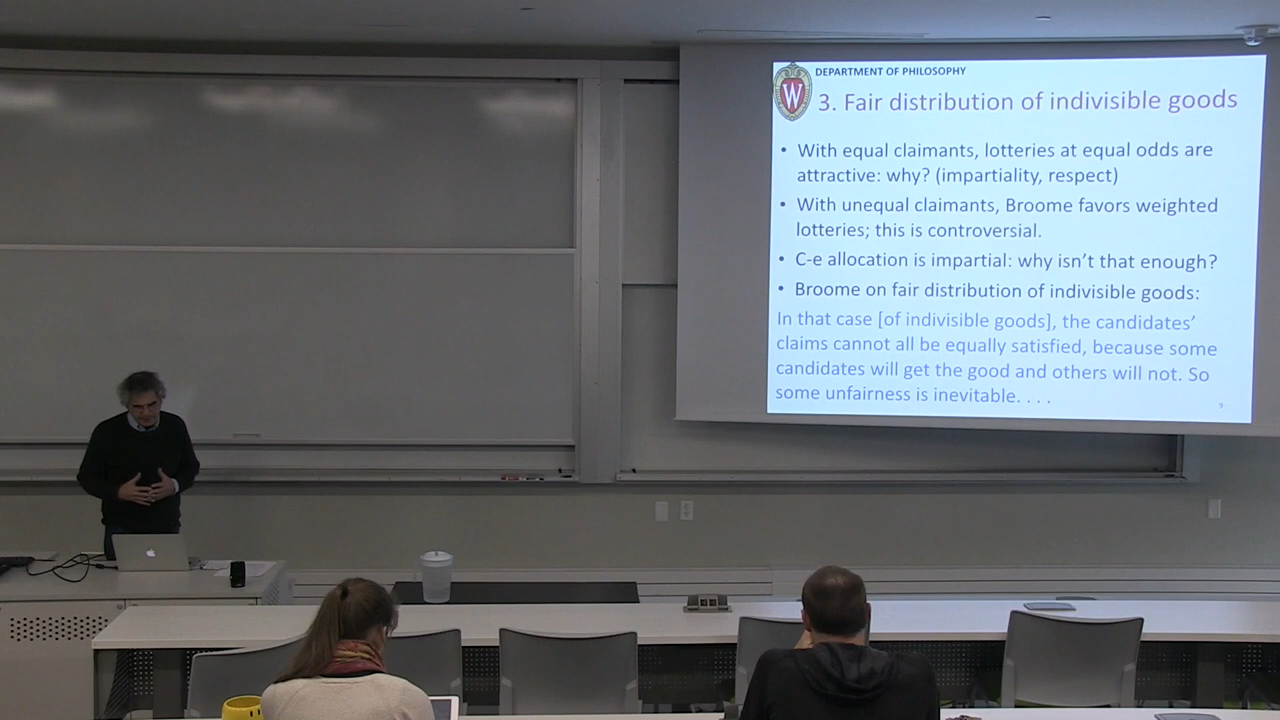 DEPARTMENT OF PHILOSOPHY
W
3. Fair distribution of indivisible goods
• With equal claimants, lotteries at equal odds are
attractive: why? (impartiality, respect)
• With unequal claimants, Broome favors weighted
lotteries; this is controversial.
• C-e allocation is impartial: why isn't that enough?
• Broome on fair distribution of indivisible goods:
In that case [of indivisible goods], the candidates'
claims cannot all be equally satisfied, because some
candidates will get the good and others will not. So
some unfairness is inevitable. . . .
9